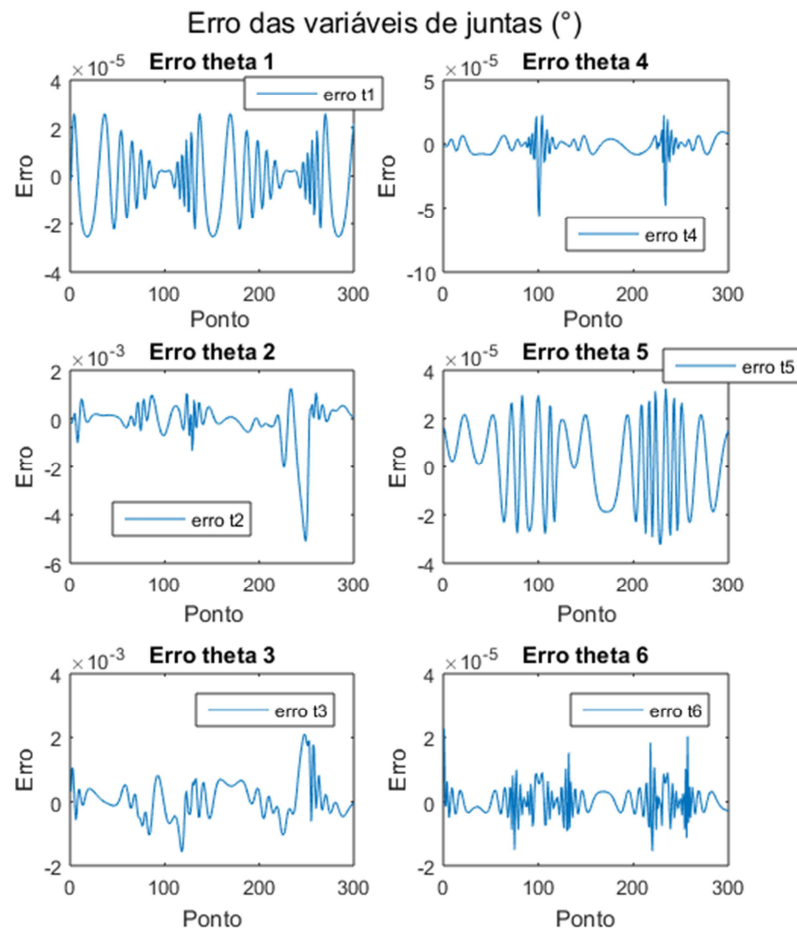 Erro das variáveis de juntas (°)
×10-5
Erro theta 1
4
2
0
-2
-4
Erro
erro t1
0
100
200
300
Ponto
×10-5
Erro theta 4
5
0
-5
-10
Erro
erro t4
0
100
200
300
Ponto
×10-3
Erro theta 2
2
0
-2
-4
-6
Erro
erro t2
0
100
200
300
Ponto
×10-5
Erro theta 5
4
2
0
-2
-4
Erro
erro t5
0
100
200
300
Ponto
×10-3
Erro theta 3
4
2
0
-2
Erro
erro t3
0
100
200
300
Ponto
×10-5
Erro theta 6
4
2
0
-2
Erro
erro t6
0
100
200
300
Ponto